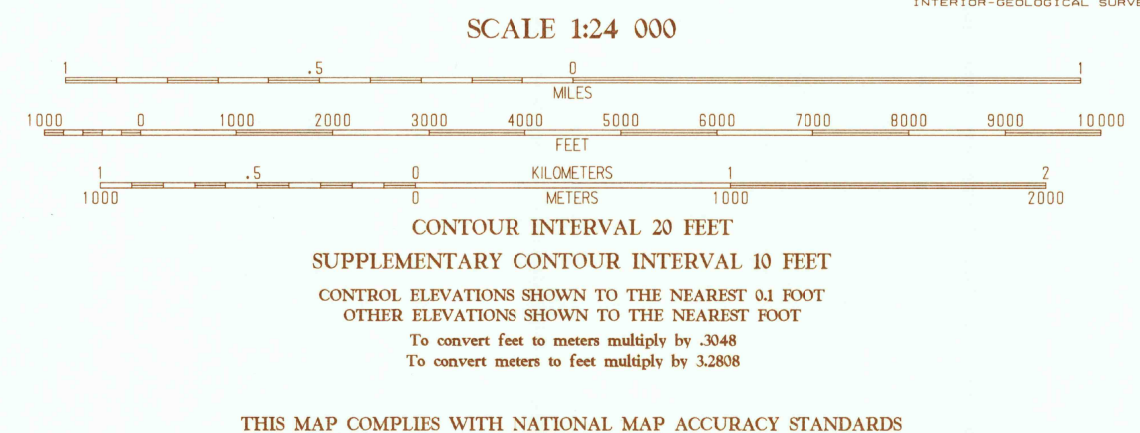 INTERIOR-GEOLOGICAL SURVE
SCALE 1:24 000
1 .5 0 1
MILES
1000 0 1000 2000 3000 4000 5000 6000 7000 8000 9000 10 000
FEET
1 .5 0 KILOMETERS 1 2
1000 0 METERS 1000 2000
CONTOUR INTERVAL 20 FEET
SUPPLEMENTARY CONTOUR INTERVAL 10 FEET
CONTROL ELEVATIONS SHOWN TO THE NEAREST 0.1 FOOT
OTHER ELEVATIONS SHOWN TO THE NEAREST FOOT
To convert feet to meters multiply by .3048
To convert meters to feet multiply by 3.2808
THIS MAP COMPLIES WITH NATIONAL MAP ACCURACY STANDARDS